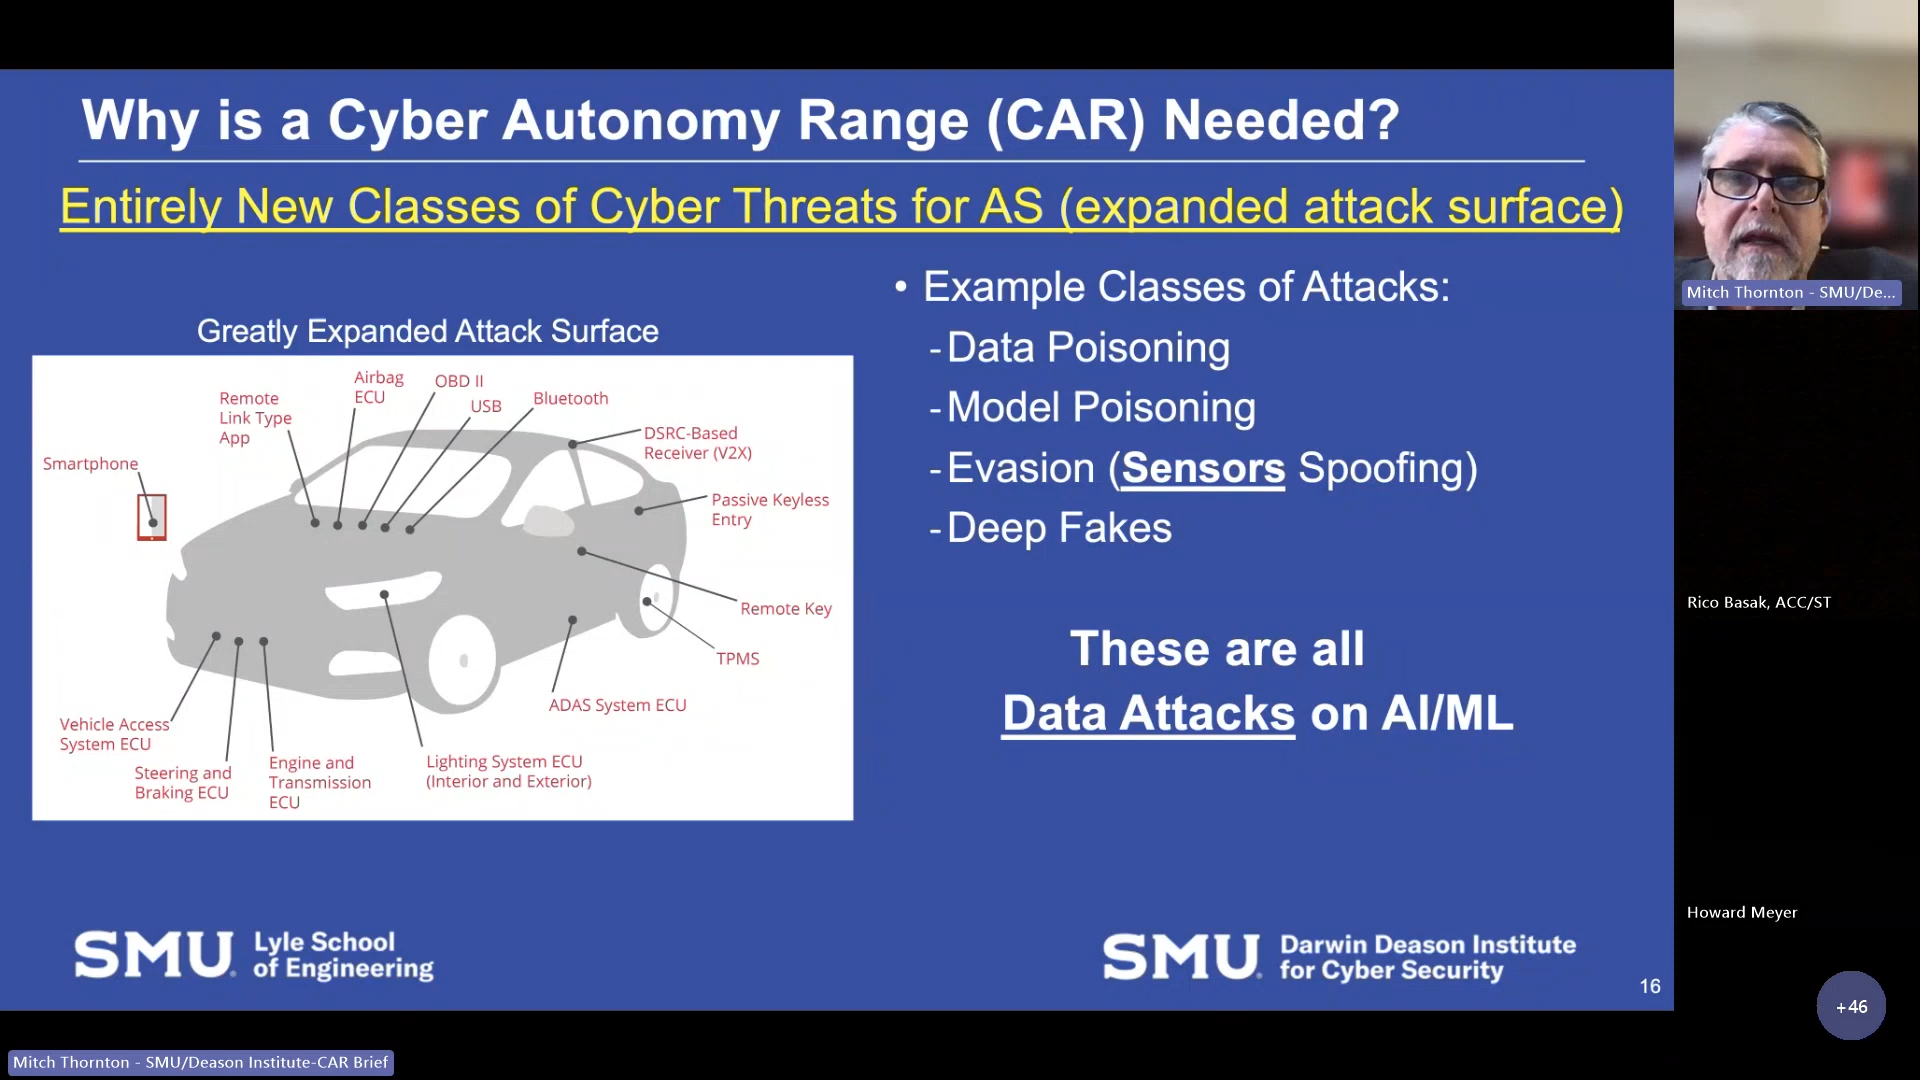 Why is a Cyber Autonomy Range (CAR) Needed?
Entirely New Classes of Cyber Threats for AS (expanded attack surface)
Greatly Expanded Attack Surface
Smartphone
Remote
Link Type
App
Airbag
ECU
OBD II
USB
Bluetooth
DSRC-Based
Receiver (V2X)
Passive Keyless
Entry
Remote Key
TPMS
ADAS System ECU
Lighting System ECU
(Interior and Exterior)
Engine and
Transmission
ECU
Steering and
Braking ECU
Vehicle Access
System ECU
• Example Classes of Attacks:
- Data Poisoning
- Model Poisoning
- Evasion (Sensors Spoofing)
- Deep Fakes
These are all
Data Attacks on AI/ML
SMU Lyle School
of Engineering
SMU Darwin Deason Institute
for Cyber Security
16
Mitch Thornton - SMU/De...
Rico Basak, ACC/ST
Howard Meyer
+46
Mitch Thornton - SMU/Deason Institute-CAR Brief